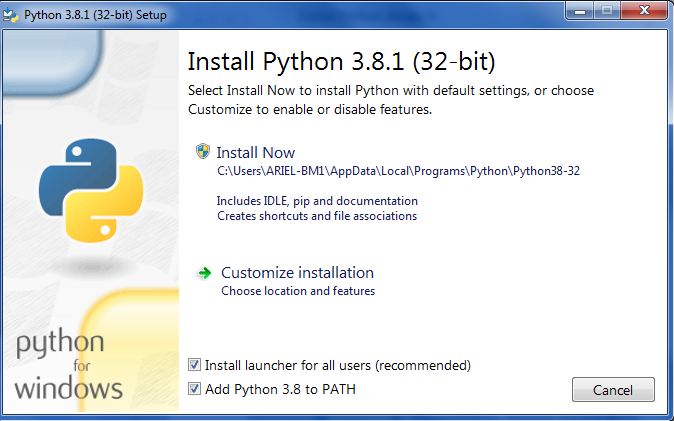 Python 3.8.1 (32-bit) Setup
Install Python 3.8.1 (32-bit)
Select Install Now to install Python with default settings, or choose
Customize to enable or disable features.
Install Now
C:\Users\ARIEL-BM1\AppData\Local\Programs\Python\Python38-32
Includes IDLE, pip and documentation
Creates shortcuts and file associations
Customize installation
Choose location and features
python
for
windows
Install launcher for all users (recommended)
Add Python 3.8 to PATH
Cancel